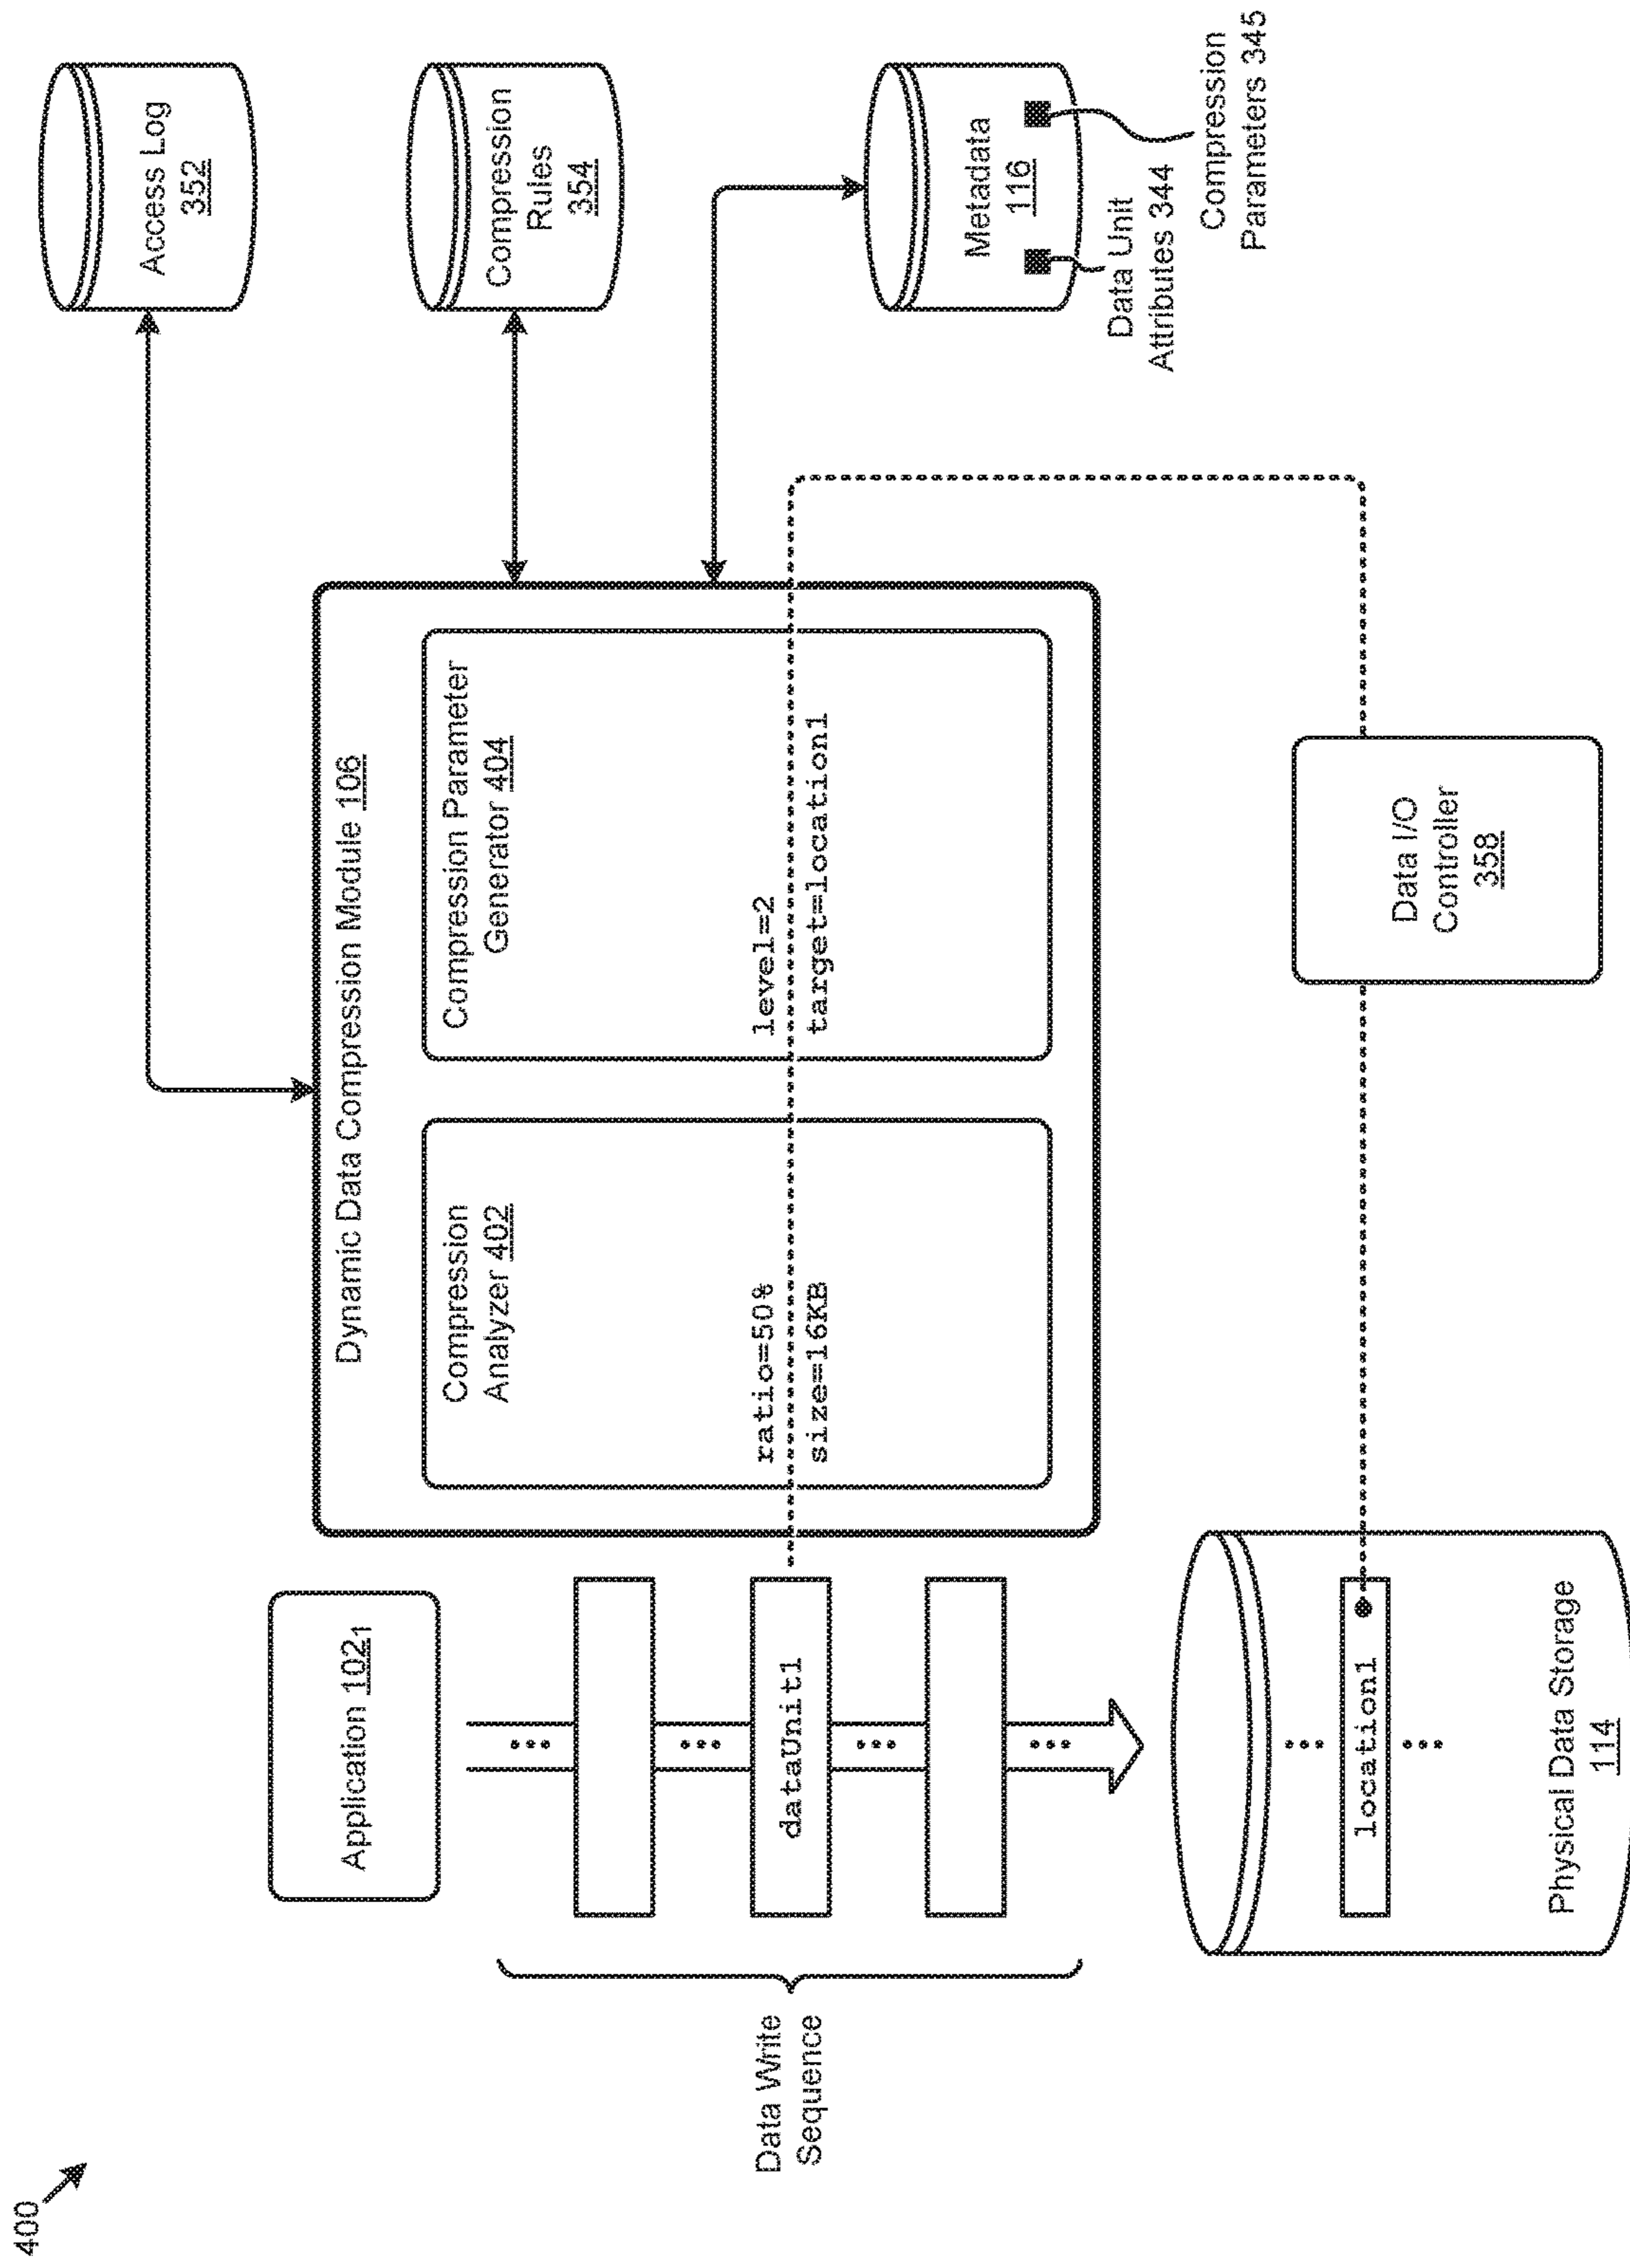 400
Data Write
Sequence
Application 102₁
dataUnit1
Physical Data Storage
114
location1
Dynamic Data Compression Module 106
Compression
Analyzer 402
ratio=50%
size=16KB
Compression Parameter
Generator 404
level=2
target=location1
Data I/O
Controller
358
Access Log
352
Compression
Rules
354
Metadata
116
Data Unit
Attributes 344
Compression
Parameters 345